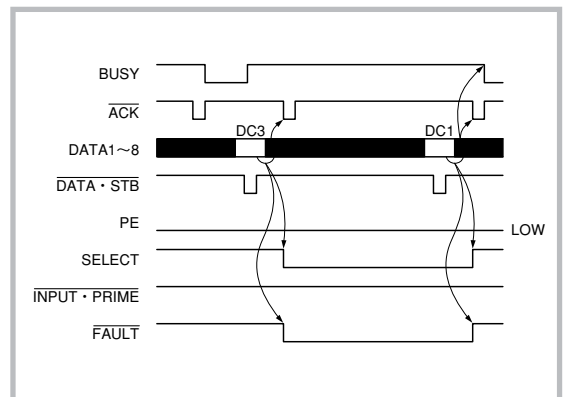 BUSY
ACK
DC3 DC1
DATA1～8
DATA・STB
PE
LOW
SELECT
INPUT・PRIME
FAULT